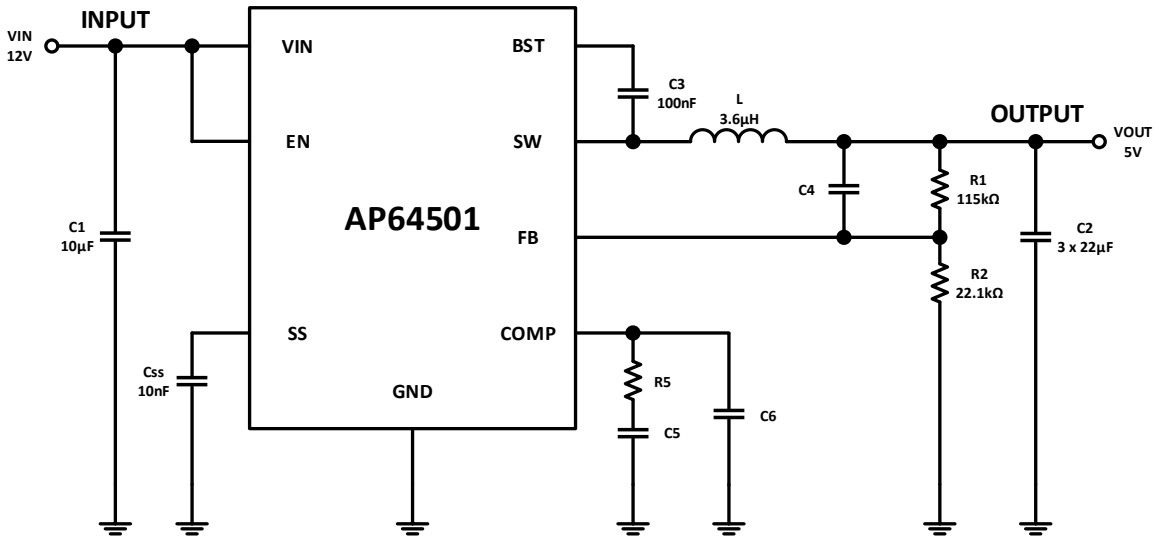 INPUT
VIN
12V
VIN
BST
C3
100nF
L
3.6µH
OUTPUT
VOUT
5V
EN
SW
C4
R1
115kΩ
AP64501
C1
10µF
FB
C2
3 x 22µF
R2
22.1kΩ
SS
COMP
Css
10nF
R5
GND
C5
C6